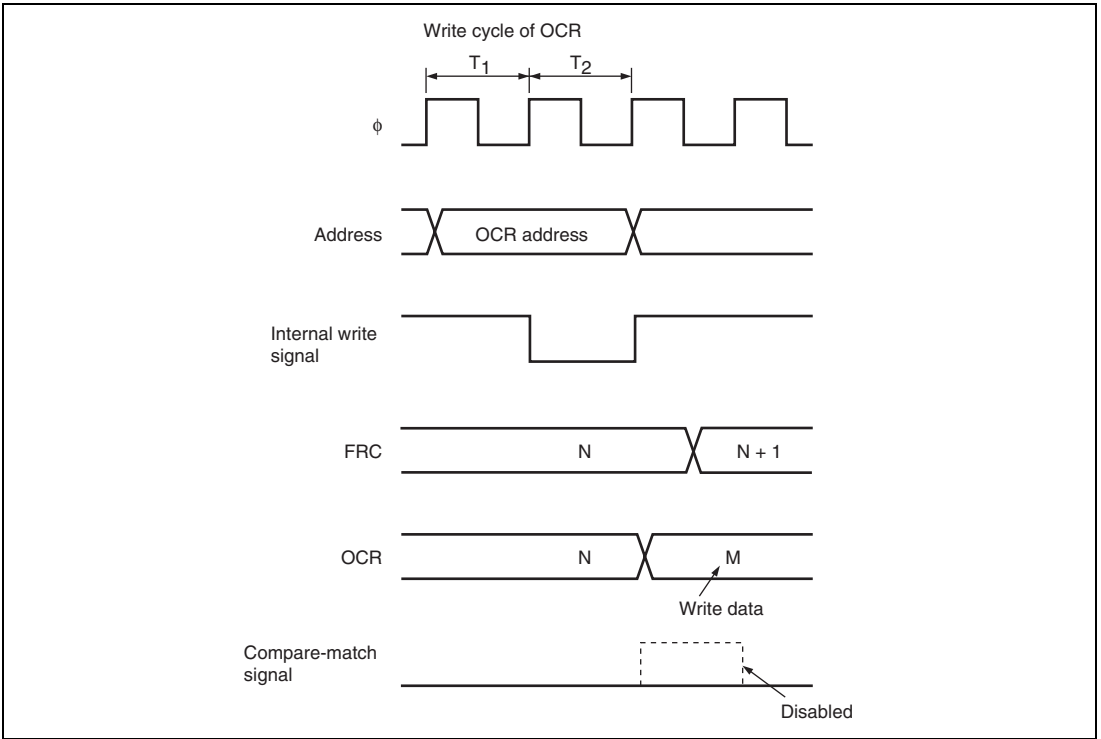 Write cycle of OCR
T1 T2
ϕ
Address
OCR address
Internal write
signal
FRC
N
N + 1
OCR
N
M
Write data
Compare-match
signal
Disabled